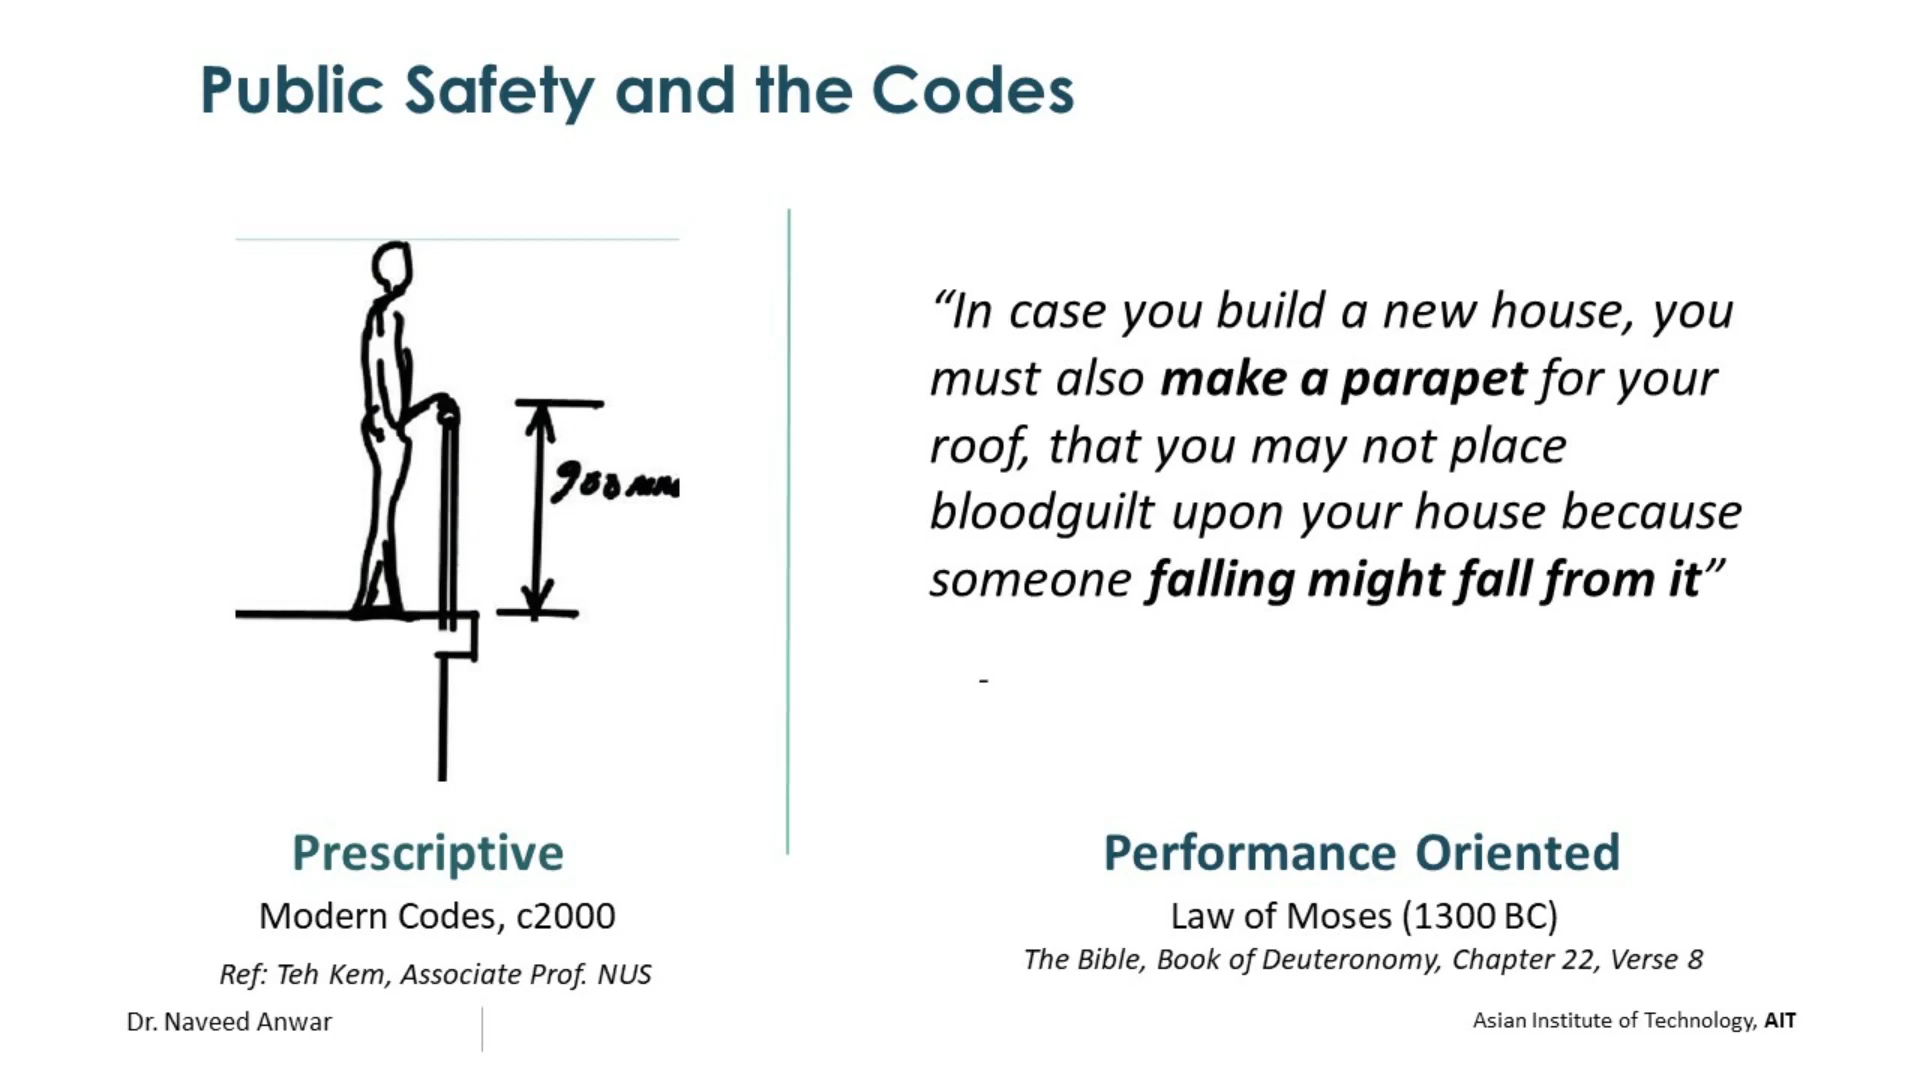 Public Safety and the Codes
900 mm
Prescriptive
Modern Codes, c2000
Ref: Teh Kem, Associate Prof. NUS
“In case you build a new house, you
must also make a parapet for your
roof, that you may not place
bloodguilt upon your house because
someone falling might fall from it”
-
Performance Oriented
Law of Moses (1300 BC)
The Bible, Book of Deuteronomy, Chapter 22, Verse 8
Dr. Naveed Anwar
Asian Institute of Technology, AIT